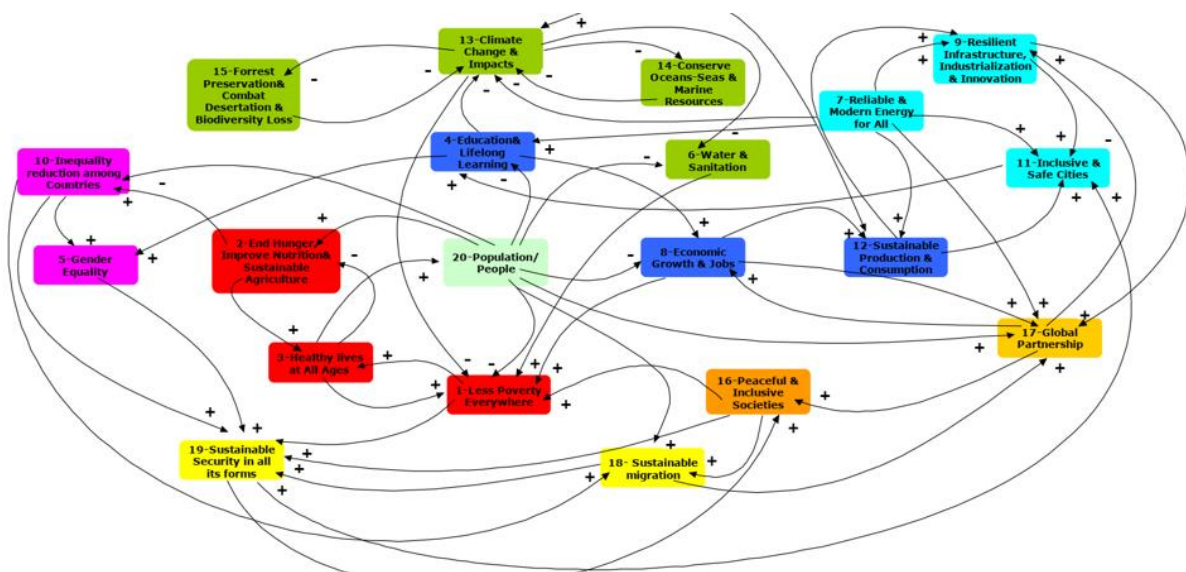 13-Climate
Change &
Impacts
15-Forrest
Preservation&
Combat
Desertation &
Biodiversity Loss
14-Conserve
Oceans-Seas &
Marine
Resources
9-Resilient
Infrastructure,
Industrialization
& Innovation
7-Reliable &
Modern Energy
for All
4-Education&
Lifelong
Learning
6-Water &
Sanitation
10-Inequality
reduction among
Countries
11-Inclusive &
Safe Cities
5-Gender
Equality
2-End Hunger,
Improve Nutrition&
Sustainable
Agriculture
20-Population/
People
8-Economic
Growth & Jobs
12-Sustainable
Production &
Consumption
17-Global
Partnership
3-Healthy lives
at All Ages
1-Less Poverty
Everywhere
16-Peaceful &
Inclusive
Societies
19-Sustainable
Security in all
its forms
18- Sustainable
migration